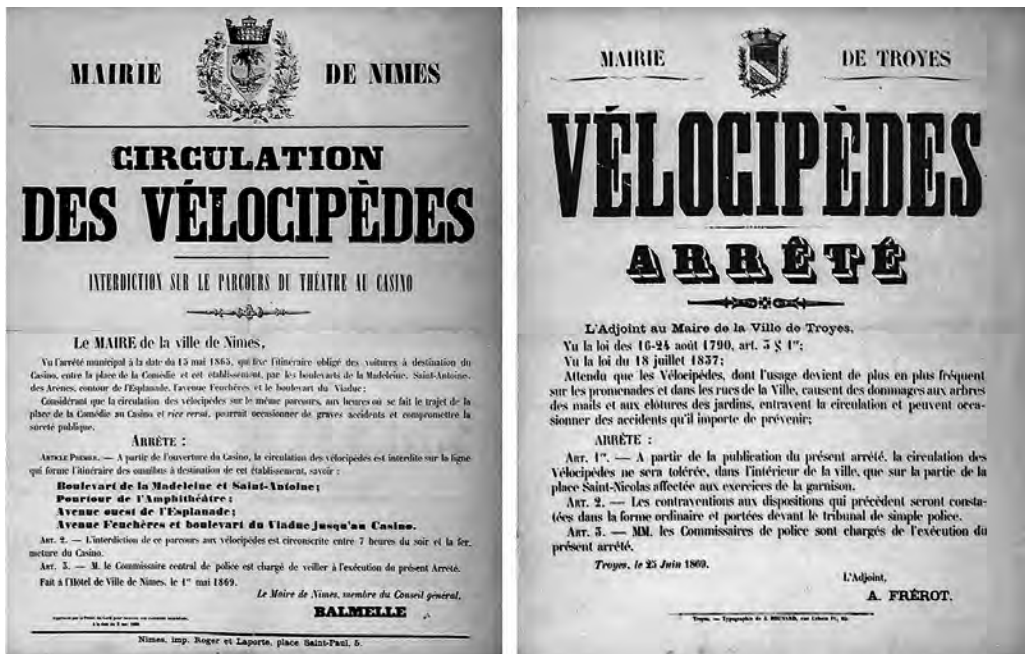 MAIRIE DE NIMES
CIRCULATION
DES VÉLOCIPÈDES
INTERDICTION SUR LE PARCOURS DU THÉATRE AU CASINO
Le MAIRE de la ville de Nimes,
Vu l'arrêté municipal à la date du 15 mai 1865, qui fixe l'itinéraire obligé des voitures à destination du
Casino, entre la place de la Comédie et cet établissement, par les boulevarts de la Madeleine, Saint-Antoine,
des Arènes, contour de l'Esplanade, l'avenue Feuchères et le boulevart du Viaduc;
Considérant que la circulation des vélocipèdes sur le même parcours, aux heures où se fait le trajet de la
place de la Comédie au Casino et vice versá, pourrait occasionner de graves accidents et compromettre la
sûreté publique.
ARRÊTE :
ARTICLE PREMIER. — A partir de l'ouverture du Casino, la circulation des vélocipèdes est interdite sur la ligne
qui forme l'itinéraire des omnibus à destination de cet établissement, savoir :
Boulevart de la Madeleine et Saint-Antoine;
Pourtour de l'Amphithéâtre;
Avenue ouest de l'Esplanade;
Avenue Feuchères et boulevart du Viaduc jusqu'au Casino.
ART. 2. — L'interdiction de ce parcours aux vélocipèdes est circonscrite entre 7 heures du soir et la fer-
meture du Casino.
ART. 3. — M. le Commissaire central de police est chargé de veiller à l'exécution du présent Arrêté.
Fait à l'Hôtel de Ville de Nimes, le 1er mai 1869.
Le Maire de Nimes, membre du Conseil général,
BALMELLE
Nimes, imp. Roger et Laporte, place Saint-Paul, 5.
MAIRIE DE TROYES
VÉLOCIPÈDES
ARRÊTÉ
L'Adjoint au Maire de la Ville de Troyes,
Vu la loi des 16-24 août 1790, art. 3 § 1er;
Vu la loi du 18 juillet 1837;
Attendu que les Vélocipèdes, dont l'usage devient de plus en plus fréquent
sur les promenades et dans les rues de la Ville, causent des dommages aux arbres
des mails et aux clôtures des jardins, entravent la circulation et peuvent occa-
sionner des accidents qu'il importe de prévenir;
ARRÊTE :
ART. 1er. — A partir de la publication du présent arrêté, la circulation des
Vélocipèdes ne sera tolérée, dans l'intérieur de la ville, que sur la partie de la
place Saint-Nicolas affectée aux exercices de la garnison.
ART. 2. — Les contraventions aux dispositions qui précèdent seront consta-
tées dans la forme ordinaire et portées devant le tribunal de simple police.
ART. 3. — MM. les Commissaires de police sont chargés de l'exécution du
présent arrêté.
Troyes, le 25 Juin 1869.
L'Adjoint,
A. FRÉROT.